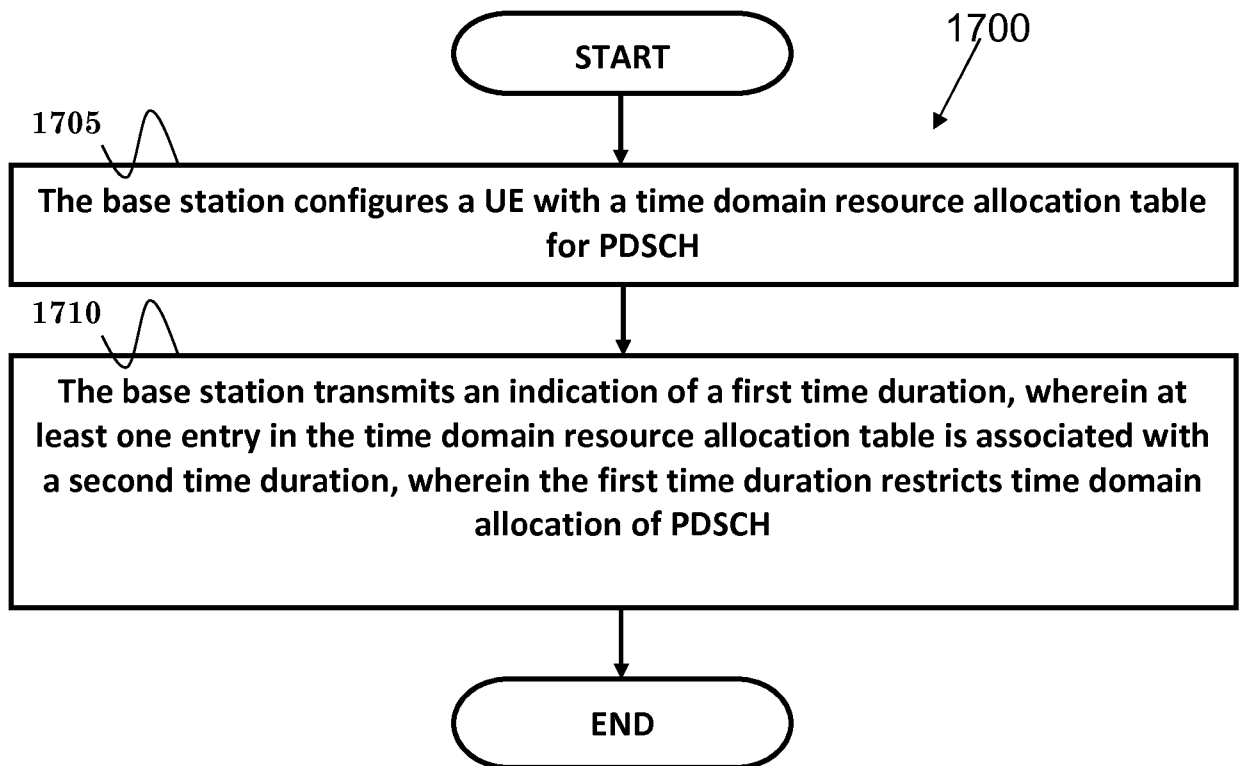 START
1700
1705
The base station configures a UE with a time domain resource allocation table
for PDSCH
1710
The base station transmits an indication of a first time duration, wherein at
least one entry in the time domain resource allocation table is associated with
a second time duration, wherein the first time duration restricts time domain
allocation of PDSCH
END